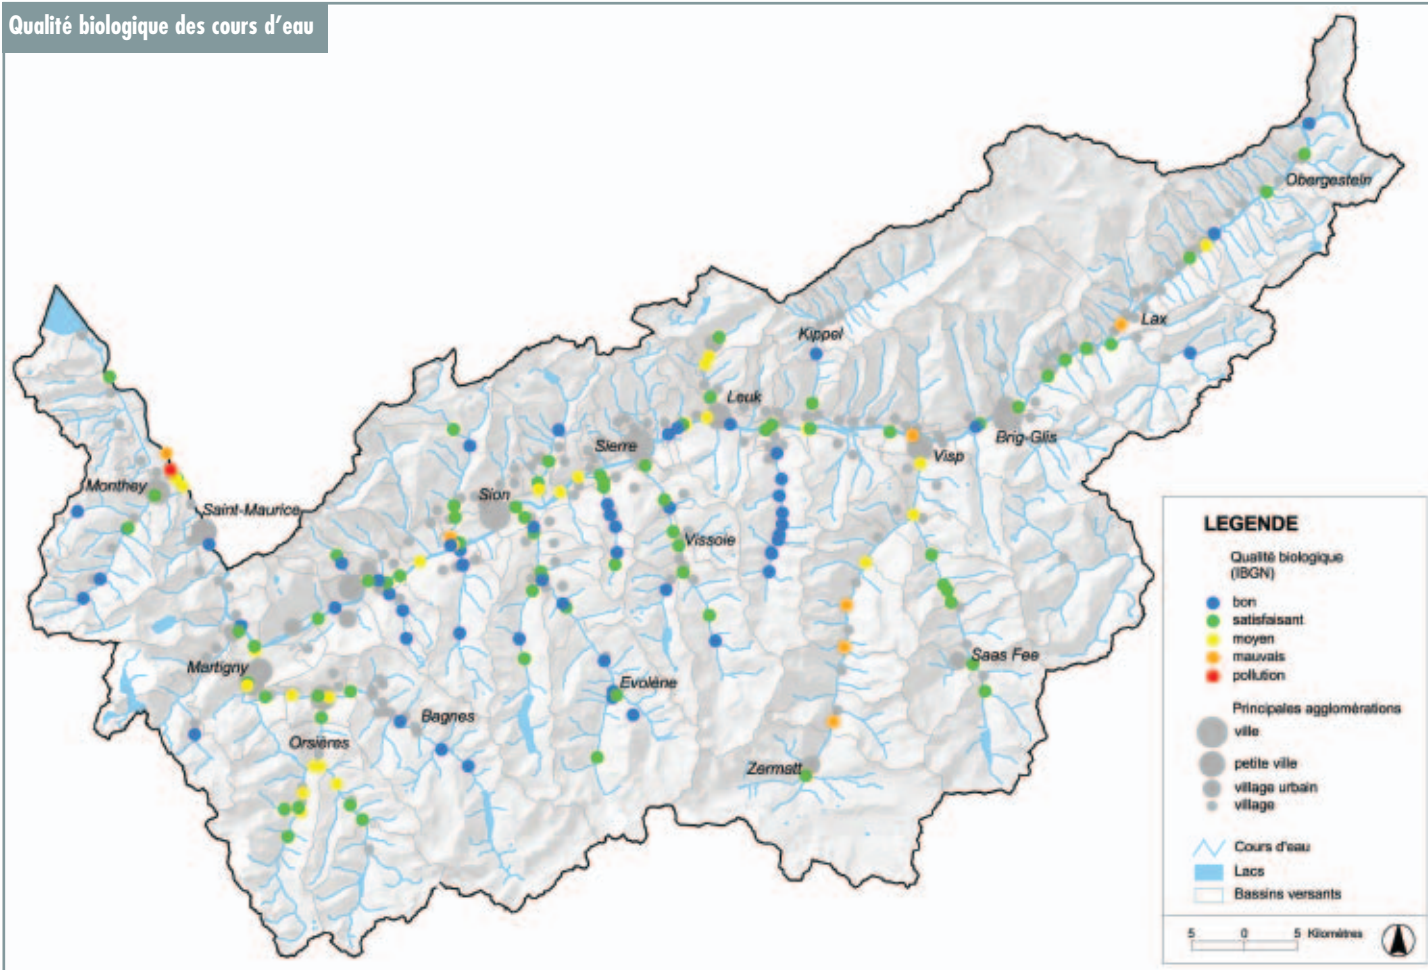 Qualité biologique des cours d'eau
Obergestein
Kippel
Lax
Leuk
Sierre
Brig-Glis
Visp
Monthey
Sion
Saint-Maurice
Vissoie
Martigny
Saas Fee
Evolène
Bagnes
Orsières
Zermatt
LEGENDE
Qualité biologique
(IBGN)
bon
satisfaisant
moyen
mauvais
pollution
Principales agglomérations
ville
petite ville
village urbain
village
Cours d'eau
Lacs
Bassins versants
5 0 5 Kilomètres